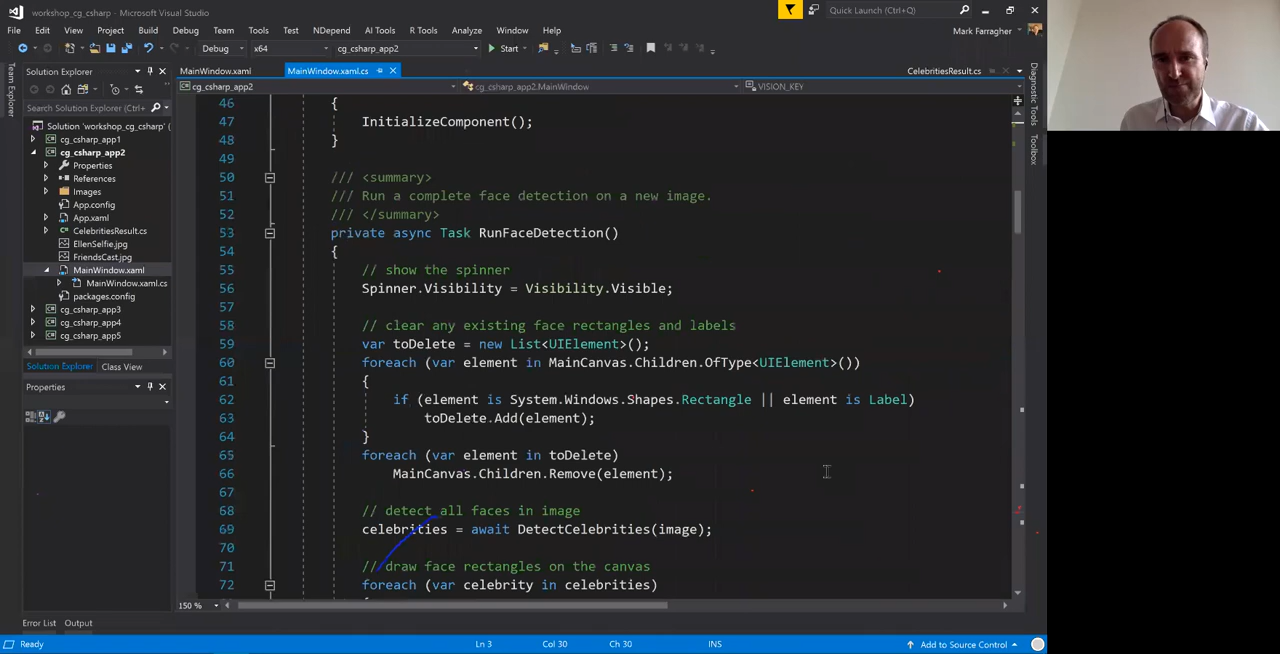 workshop_cg_csharp - Microsoft Visual Studio
Quick Launch (Ctrl+Q)
File Edit View Project Build Debug Team Tools Test NDepend R Tools AI Tools Analyze Window Help
Mark Farragher
Debug x64 cg_csharp_app2 Start
Team Explorer
Solution Explorer
Search Solution Explorer (Ctrl+
Solution 'workshop_cg_csharp' (
cg_csharp_app1
cg_csharp_app2
Properties
References
Images
App.config
App.xaml
CelebritiesResult.cs
EllenSelfie.jpg
FriendsCast.jpg
MainWindow.xaml
MainWindow.xaml.cs
packages.config
cg_csharp_app3
cg_csharp_app4
cg_csharp_app5
Solution Explorer Class View
Properties
MainWindow.xaml MainWindow.xaml.cs CelebritiesResult.cs
cg_csharp_app2 cg_csharp_app2.MainWindow VISION_KEY
46 {
47 InitializeComponent();
48 }
49
50 /// <summary>
51 /// Run a complete face detection on a new image.
52 /// </summary>
53 private async Task RunFaceDetection()
54 {
55 // show the spinner
56 Spinner.Visibility = Visibility.Visible;
57
58 // clear any existing face rectangles and labels
59 var toDelete = new List<UIElement>();
60 foreach (var element in MainCanvas.Children.OfType<UIElement>())
61 {
62 if (element is System.Windows.Shapes.Rectangle || element is Label)
63 toDelete.Add(element);
64 }
65 foreach (var element in toDelete)
66 MainCanvas.Children.Remove(element);
67
68 // detect all faces in image
69 celebrities = await DetectCelebrities(image);
70
71 // draw face rectangles on the canvas
72 foreach (var celebrity in celebrities)
150 %
Diagnostic Tools
Toolbox
Error List Output
Ready Ln 3 Col 30 Ch 30 INS Add to Source Control